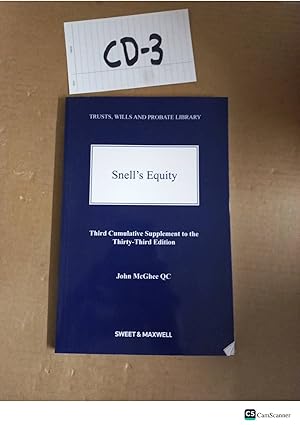 CD-3
TRUSTS, WILLS AND PROBATE LIBRARY
Snell's Equity
Third Cumulative Supplement to the
Thirty-Third Edition
John McGhee QC
SWEET & MAXWELL
CS CamScanner